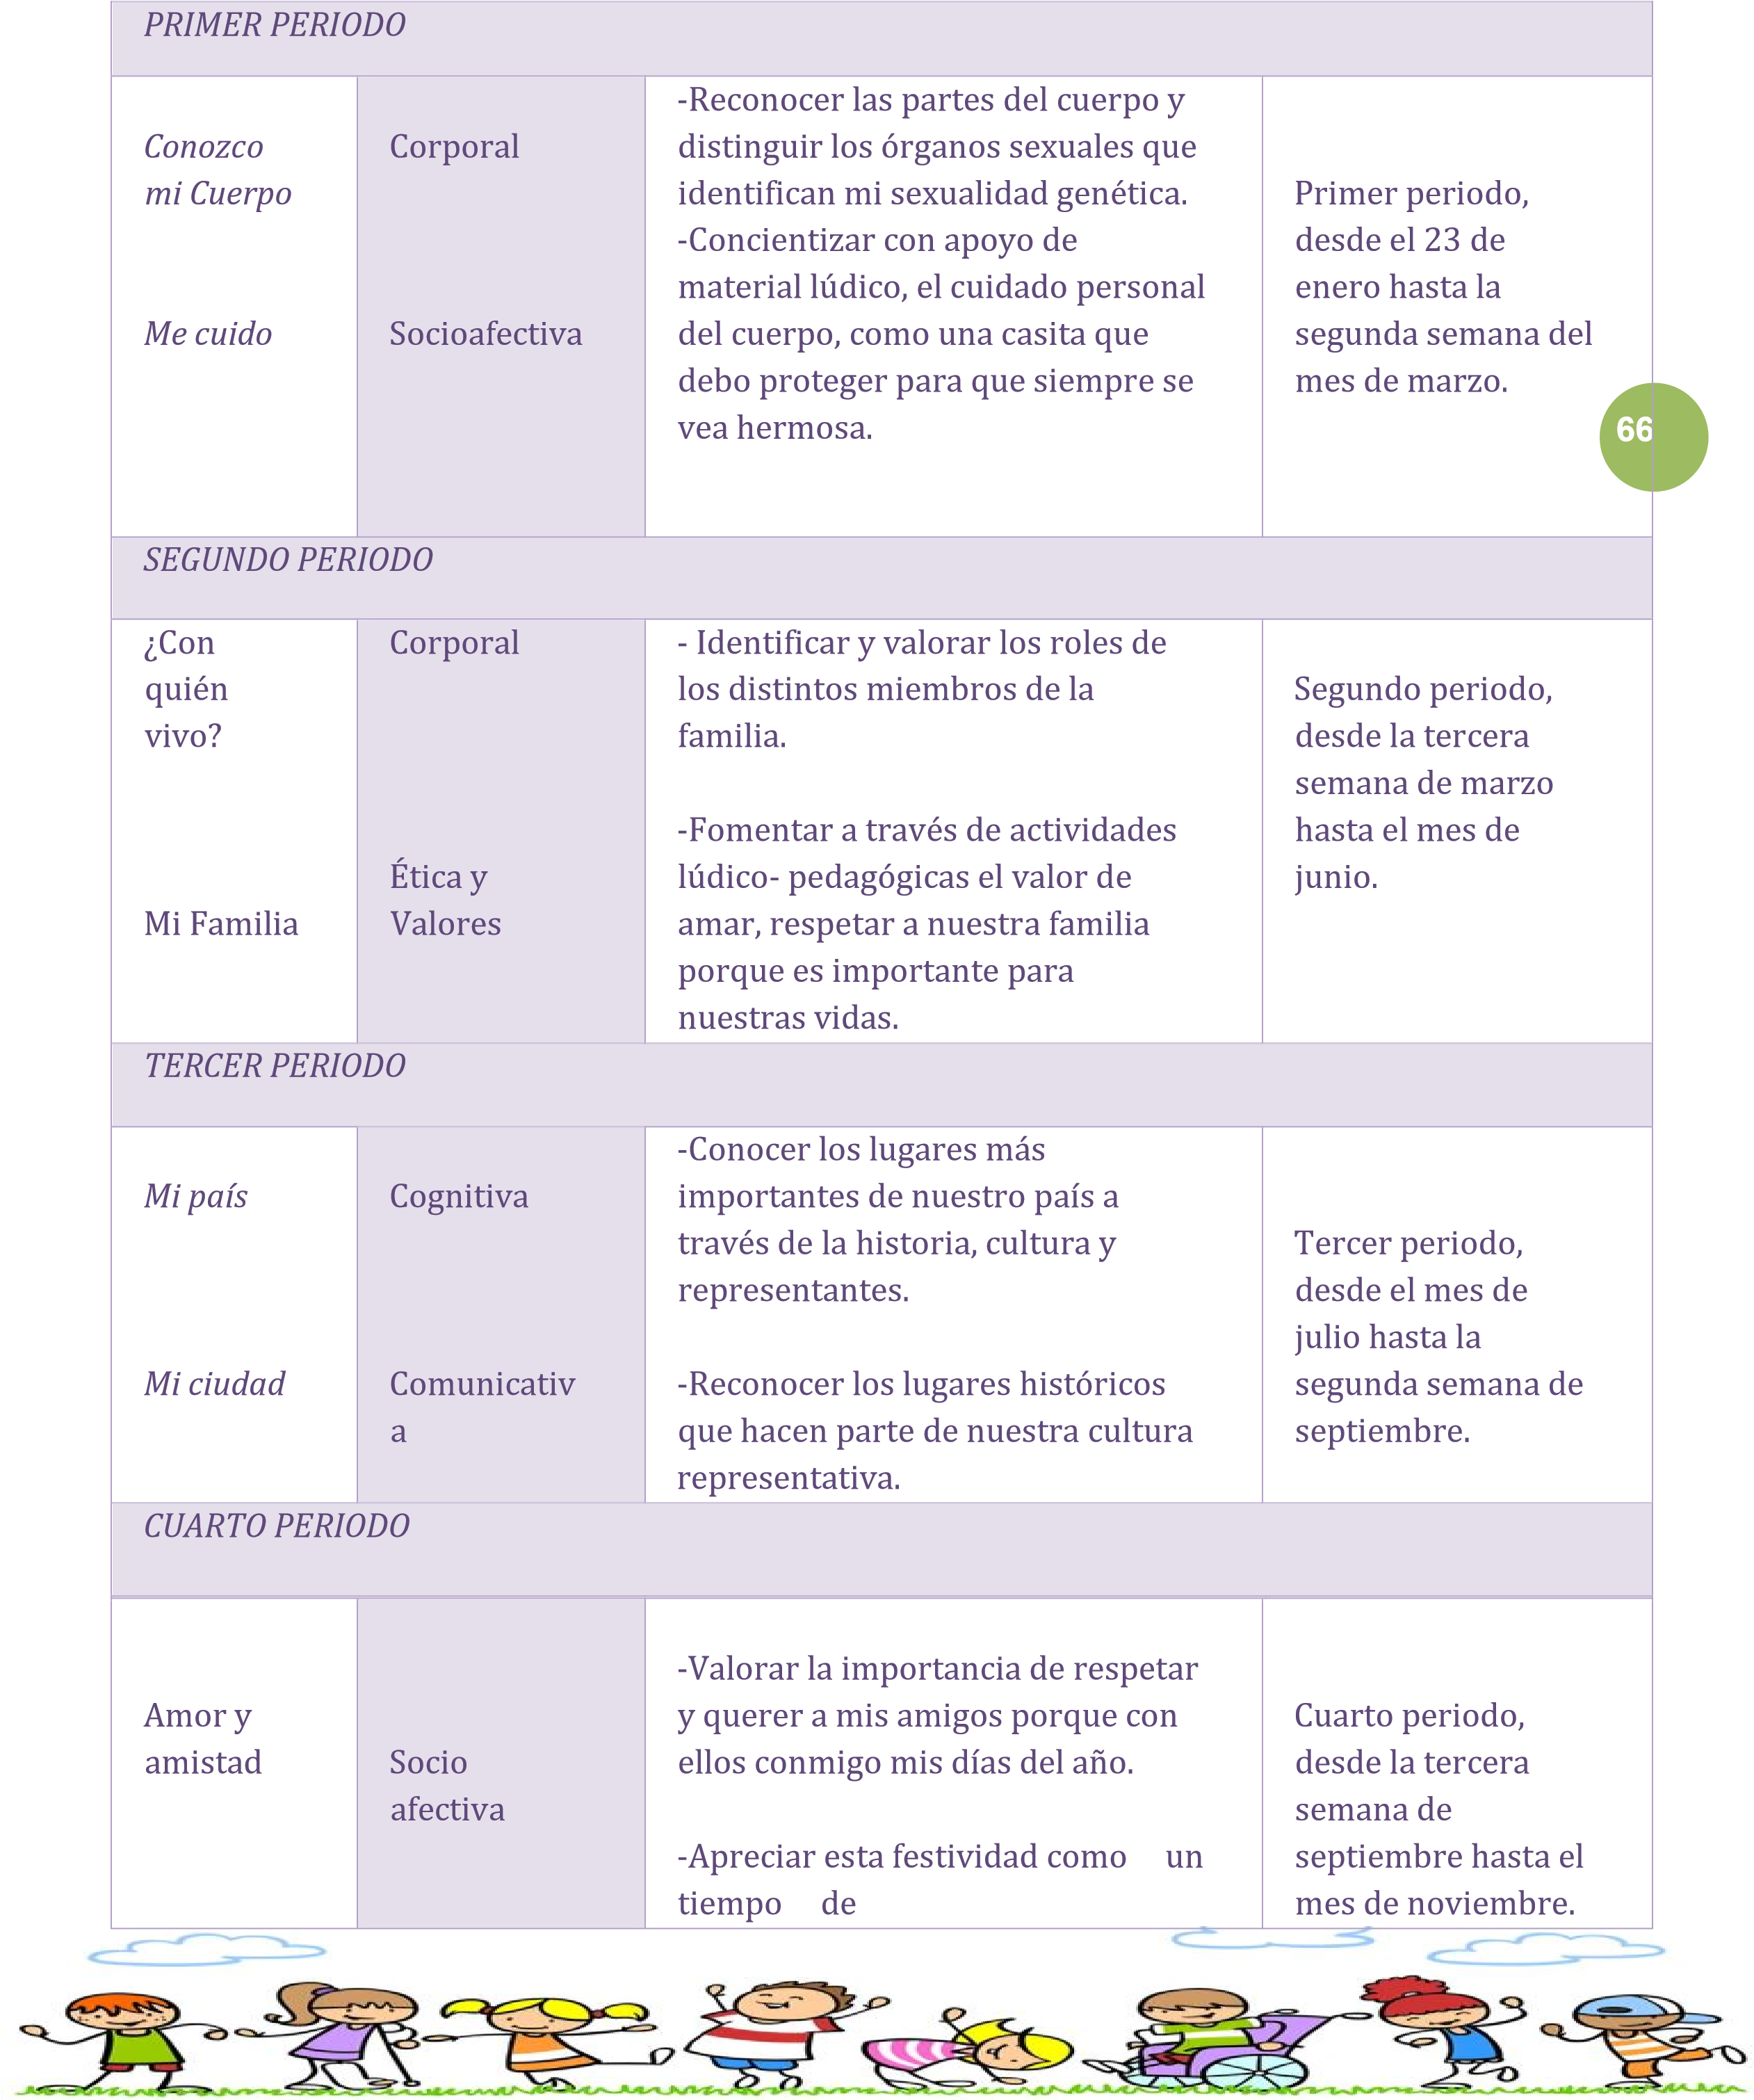 PRIMER PERIODO
Conozco
mi Cuerpo
Me cuido
Corporal
Socioafectiva
-Reconocer las partes del cuerpo y
distinguir los órganos sexuales que
identifican mi sexualidad genética.
-Concientizar con apoyo de
material lúdico, el cuidado personal
del cuerpo, como una casita que
debo proteger para que siempre se
vea hermosa.
Primer periodo,
desde el 23 de
enero hasta la
segunda semana del
mes de marzo.
66
SEGUNDO PERIODO
¿Con
quién
vivo?
Mi Familia
Corporal
Ética y
Valores
- Identificar y valorar los roles de
los distintos miembros de la
familia.
-Fomentar a través de actividades
lúdico- pedagógicas el valor de
amar, respetar a nuestra familia
porque es importante para
nuestras vidas.
Segundo periodo,
desde la tercera
semana de marzo
hasta el mes de
junio.
TERCER PERIODO
Mi país
Mi ciudad
Cognitiva
Comunicativ
a
-Conocer los lugares más
importantes de nuestro país a
través de la historia, cultura y
representantes.
-Reconocer los lugares históricos
que hacen parte de nuestra cultura
representativa.
Tercer periodo,
desde el mes de
julio hasta la
segunda semana de
septiembre.
CUARTO PERIODO
Amor y
amistad
Socio
afectiva
-Valorar la importancia de respetar
y querer a mis amigos porque con
ellos conmigo mis días del año.
-Apreciar esta festividad como un
tiempo de
Cuarto periodo,
desde la tercera
semana de
septiembre hasta el
mes de noviembre.